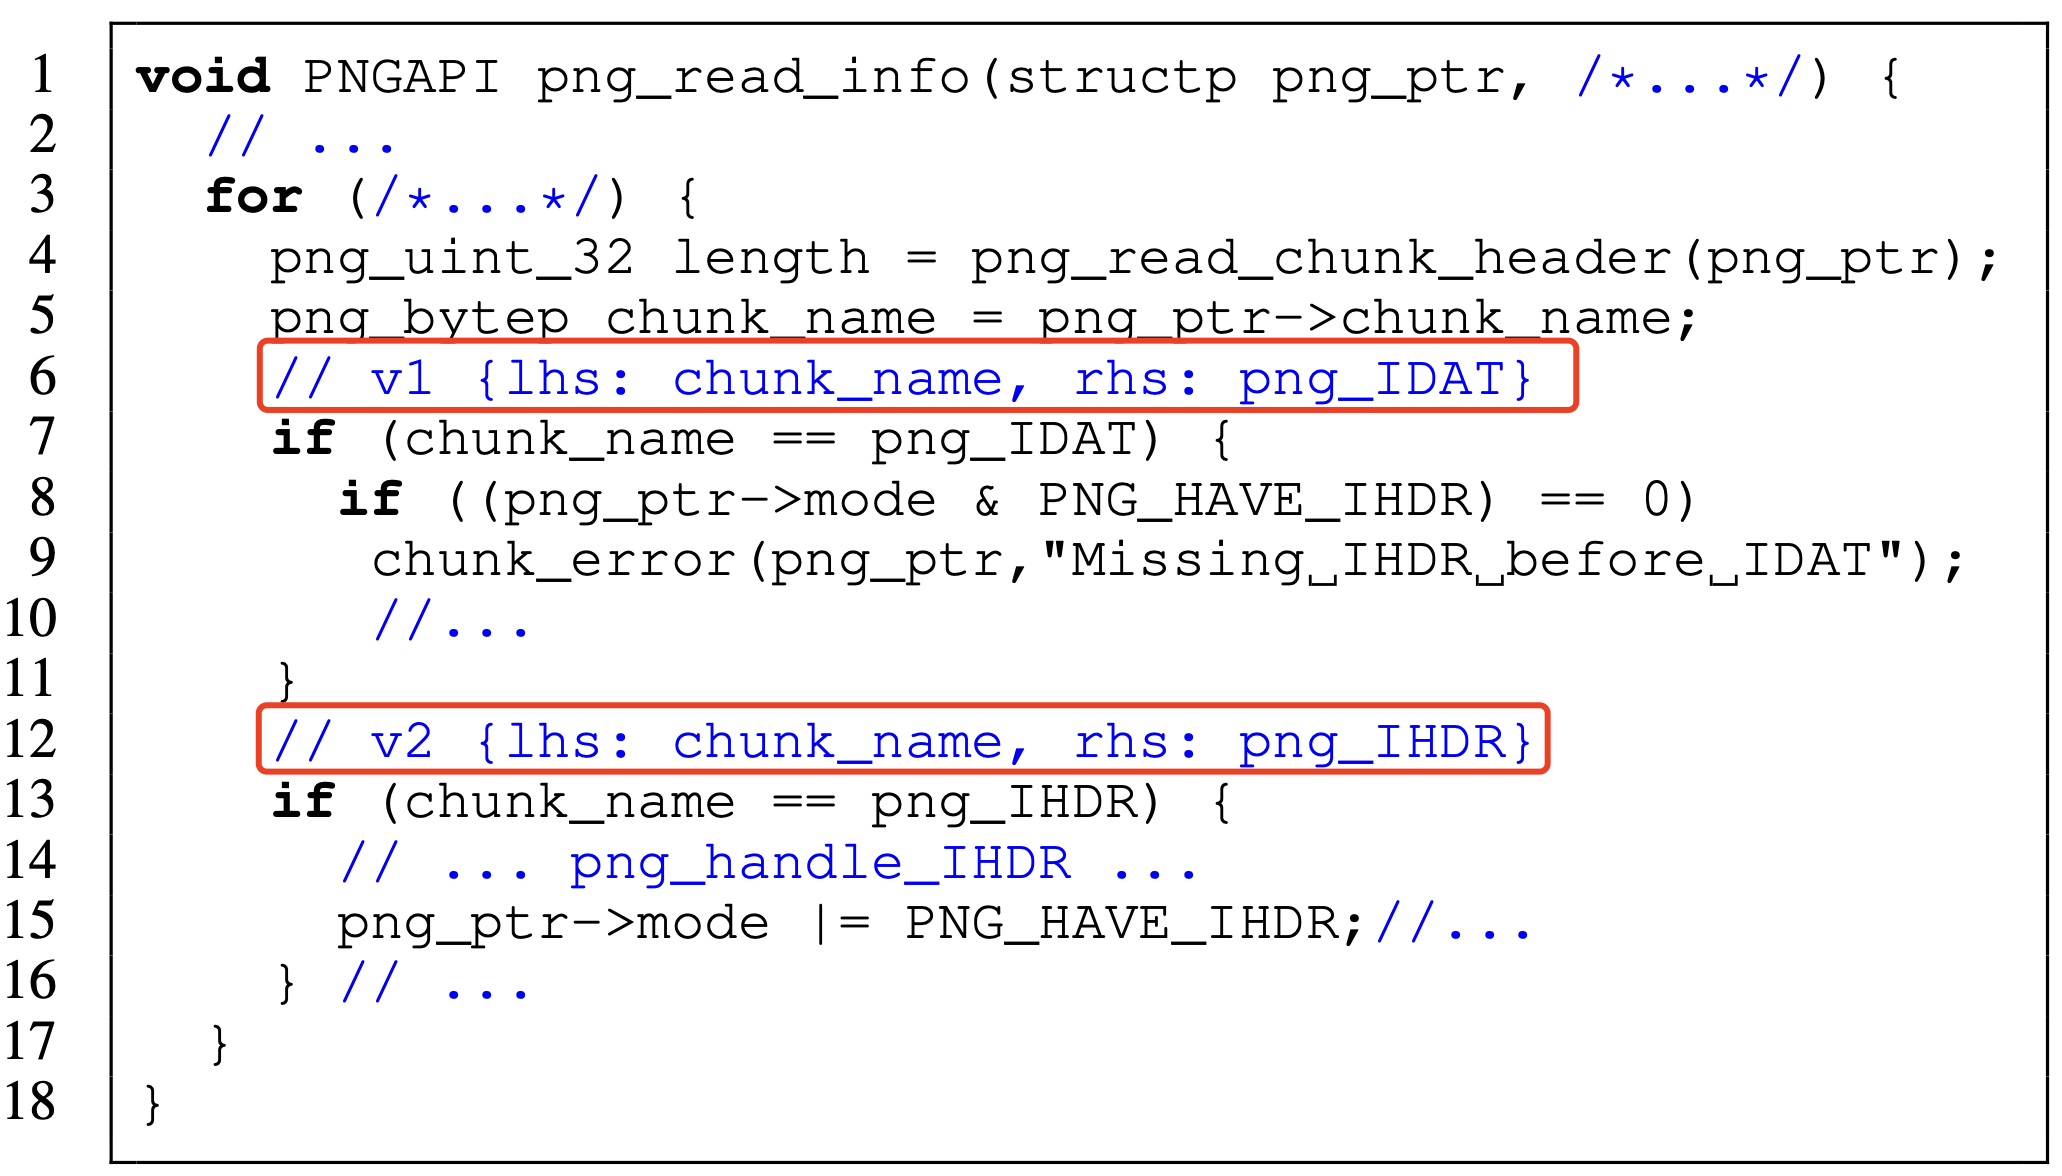 1 void PNGAPI png_read_info(structp png_ptr, /*...*/) {
2 // ...
3 for (/*...*/) {
4 png_uint_32 length = png_read_chunk_header(png_ptr);
5 png_bytep chunk_name = png_ptr->chunk_name;
6 // v1 {lhs: chunk_name, rhs: png_IDAT}
7 if (chunk_name == png_IDAT) {
8 if ((png_ptr->mode & PNG_HAVE_IHDR) == 0)
9 chunk_error(png_ptr,"Missing␣IHDR␣before␣IDAT");
10 //...
11 }
12 // v2 {lhs: chunk_name, rhs: png_IHDR}
13 if (chunk_name == png_IHDR) {
14 // ... png_handle_IHDR ...
15 png_ptr->mode |= PNG_HAVE_IHDR;//...
16 } // ...
17 }
18 }